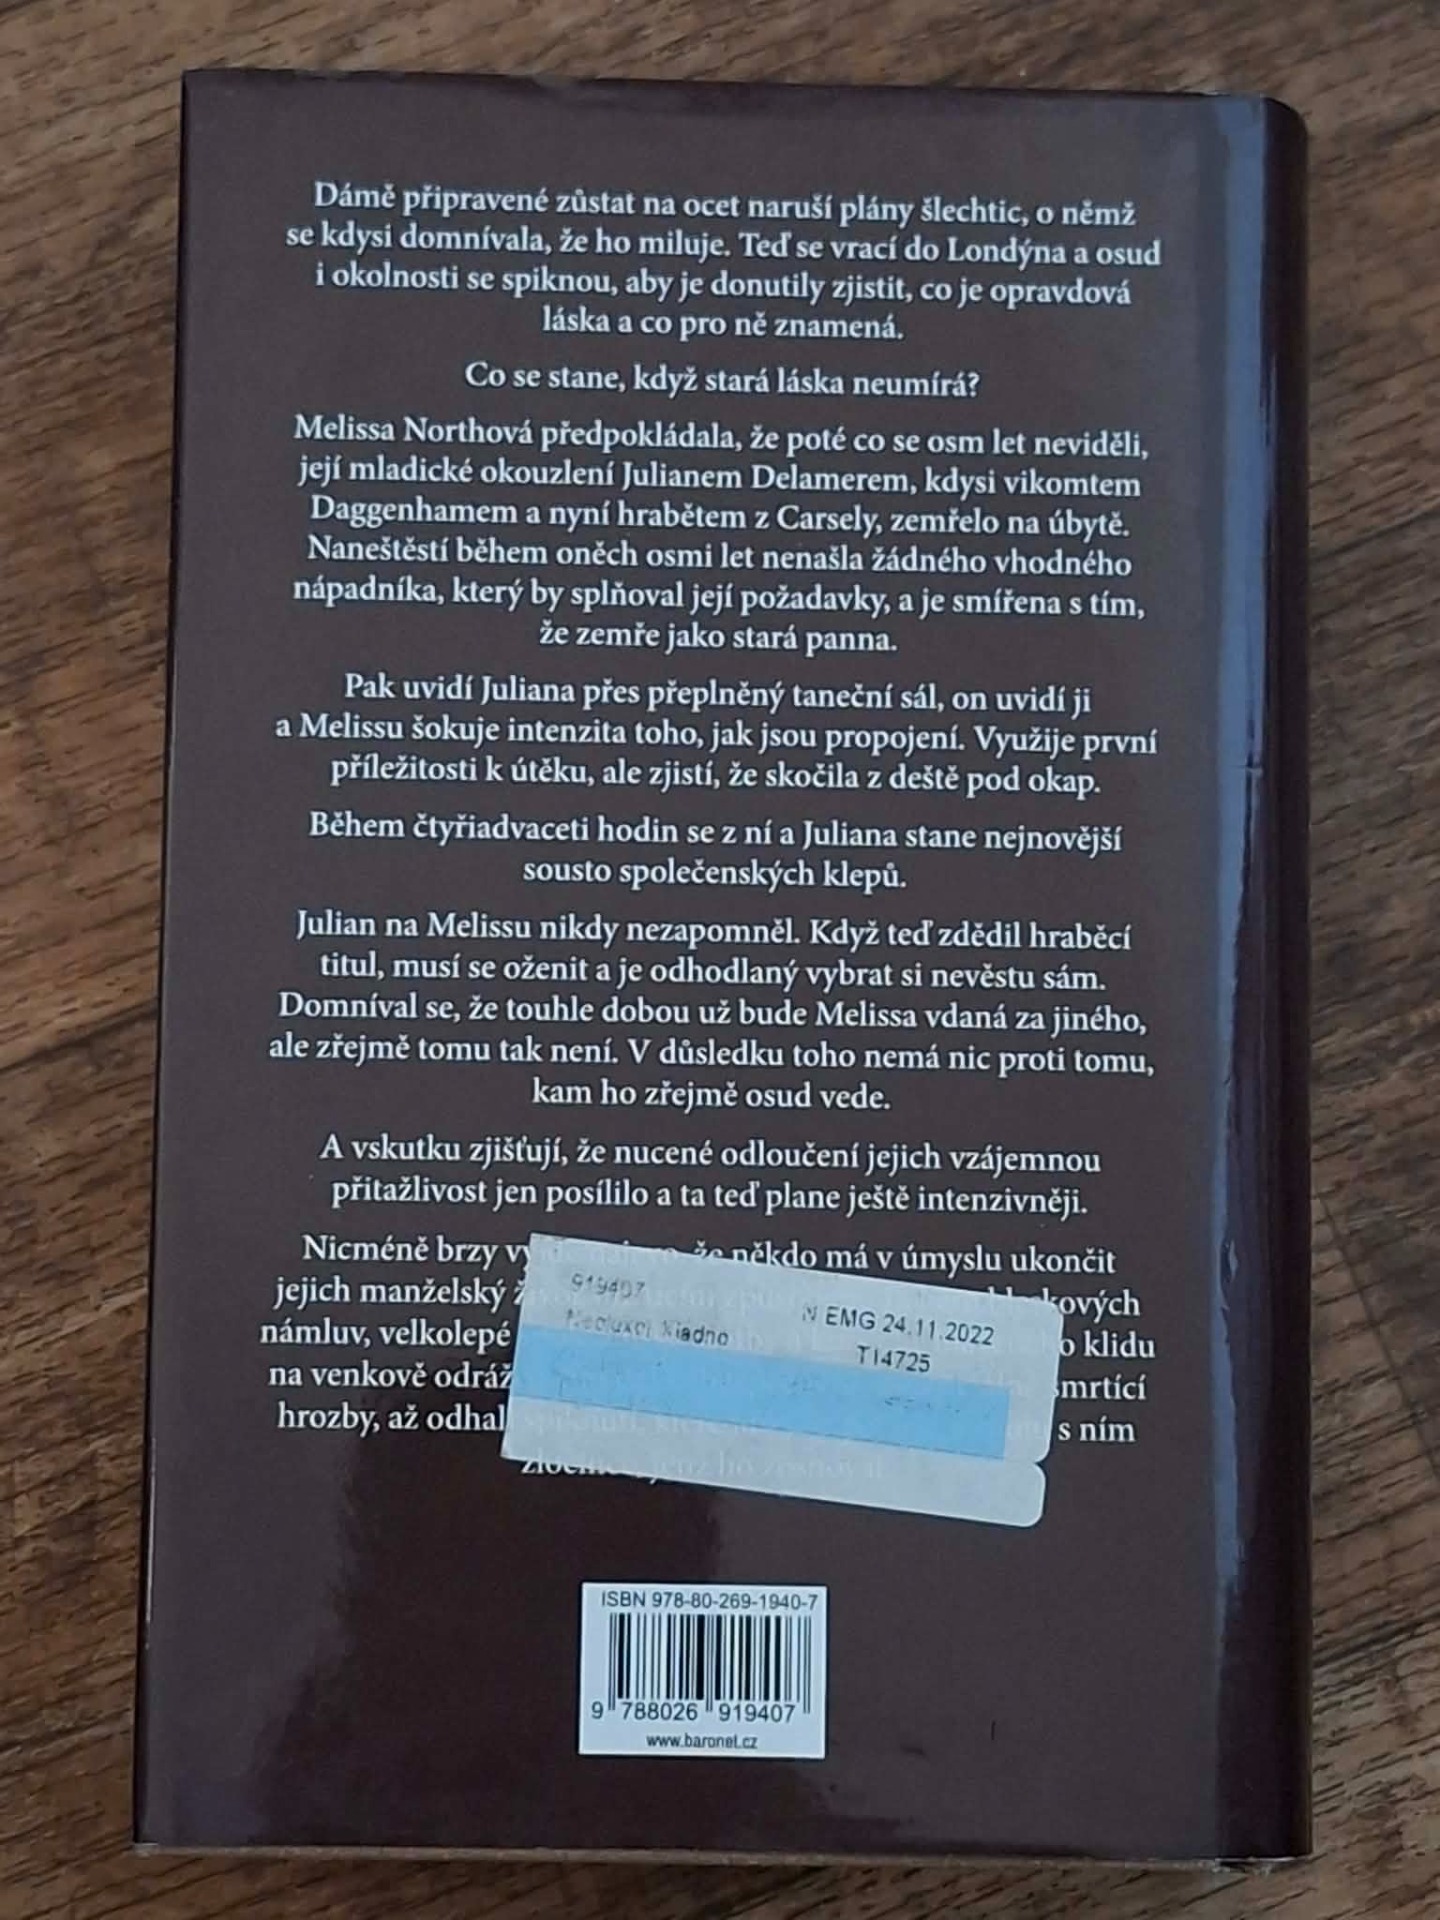 Dámě připravené zůstat na ocet naruší plány šlechtic, o němž
se kdysi domnívala, že ho miluje. Teď se vrací do Londýna a osud
i okolnosti se spiknou, aby je donutily zjistit, co je opravdová
láska a co pro ně znamená.
Co se stane, když stará láska neumírá?
Melissa Northová předpokládala, že poté co se osm let neviděli,
její mladické okouzlení Julianem Delamerem, kdysi vikomtem
Daggenhamem a nyní hrabětem z Carsely, zemřelo na úbytě.
Naneštěstí během oněch osmi let nenašla žádného vhodného
nápadníka, který by splňoval její požadavky, a je smířena s tím,
že zemře jako stará panna.
Pak uvidí Juliana přes přeplněný taneční sál, on uvidí ji
a Melissu šokuje intenzita toho, jak jsou propojení. Využije první
příležitosti k útěku, ale zjistí, že skočila z deště pod okap.
Během čtyřiadvaceti hodin se z ní a Juliana stane nejnovější
sousto společenských klepů.
Julian na Melissu nikdy nezapomněl. Když teď zdědil hraběcí
titul, musí se oženit a je odhodlaný vybrat si nevěstu sám.
Domníval se, že touhle dobou už bude Melissa vdaná za jiného,
ale zřejmě tomu tak není. V důsledku toho nemá nic proti tomu,
kam ho zřejmě osud vede.
A vskutku zjišťují, že nucené odloučení jejich vzájemnou
přitažlivost jen posílilo a ta teď plane ještě intenzivněji.
Nicméně brzy že někdo má v úmyslu ukončit
jejich manželský
námluv, velkolepé klidu
na venkově smrtící
hrozby, až s ním
919407
N EMG 24.11.2022
TI4725
ISBN 978-80-269-1940-7
9 788026 919407
www.baronet.cz